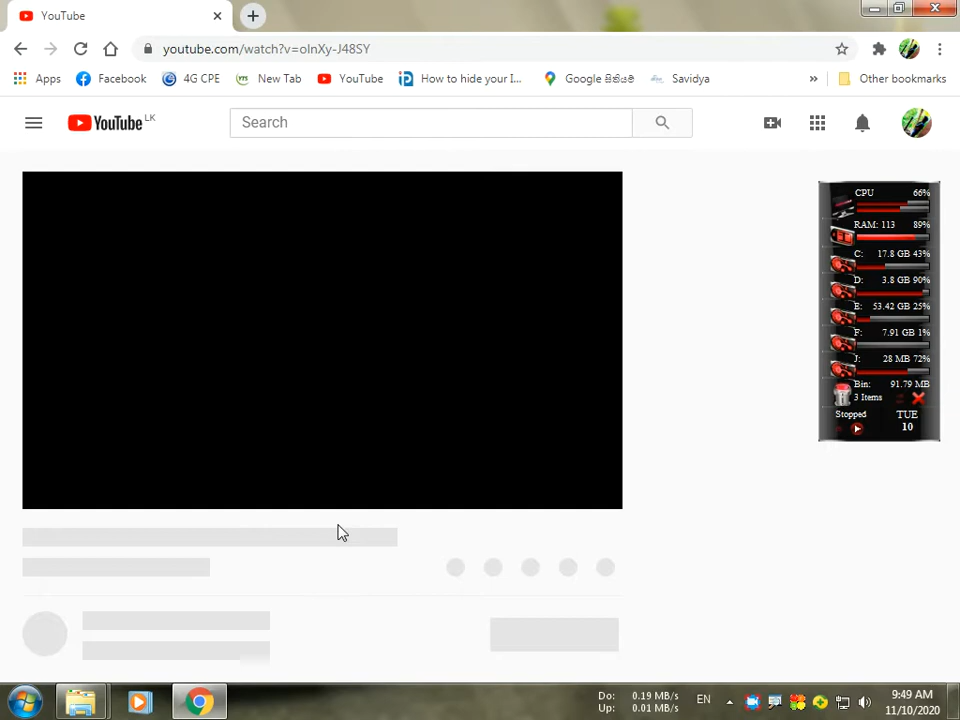 YouTube
youtube.com/watch?v=oInXy-J48SY
Apps
Facebook
4G CPE
New Tab
YouTube
How to hide your I...
Google සිතියම්
Savidya
»
Other bookmarks
YouTube LK
Search
CPU 66%
RAM: 113 89%
C: 17.8 GB 43%
D: 3.8 GB 90%
E: 53.42 GB 25%
F: 7.91 GB 1%
J: 28 MB 72%
Bin: 91.79 MB
3 Items
Stopped TUE
10
Do: 0.19 MB/s
Up: 0.01 MB/s
EN
9:49 AM
11/10/2020